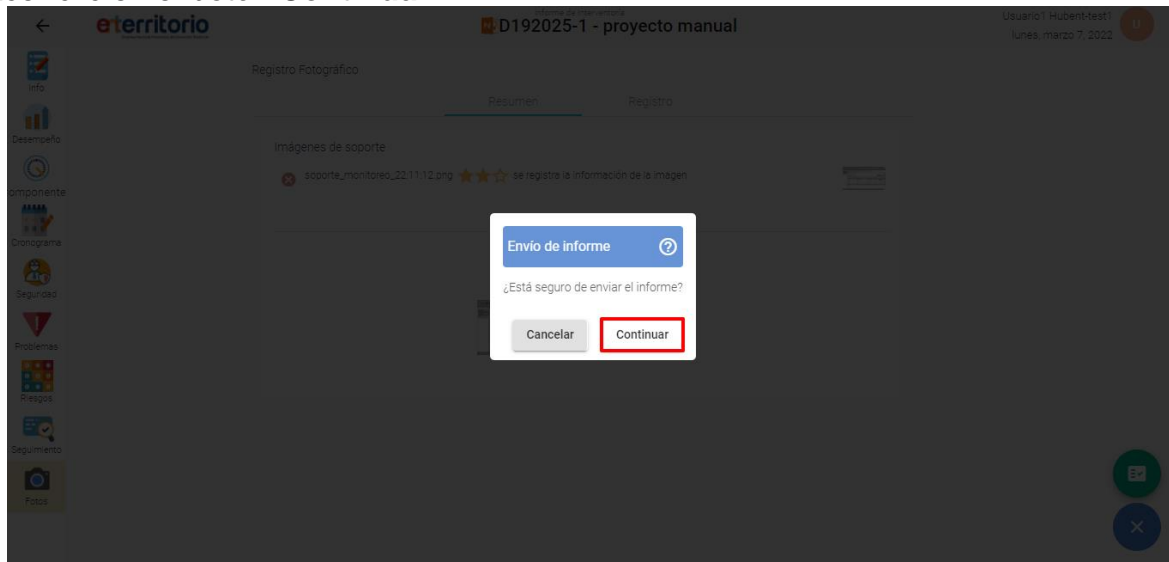 informe de interventoría
eterritorio
D192025-1 - proyecto manual
Usuario1 Hubent-test1
U
lunes, marzo 7, 2022
Info
Registro Fotográfico
Resumen
Registro
Desempeño
Imágenes de soporte
soporte_monitoreo_22:11:12.png
se registra la información de la imagen
omponente
Cronograma
Envío de informe
¿Está seguro de enviar el informe?
Seguridad
Cancelar
Continuar
Problemas
Riesgos
Seguimiento
Fotos